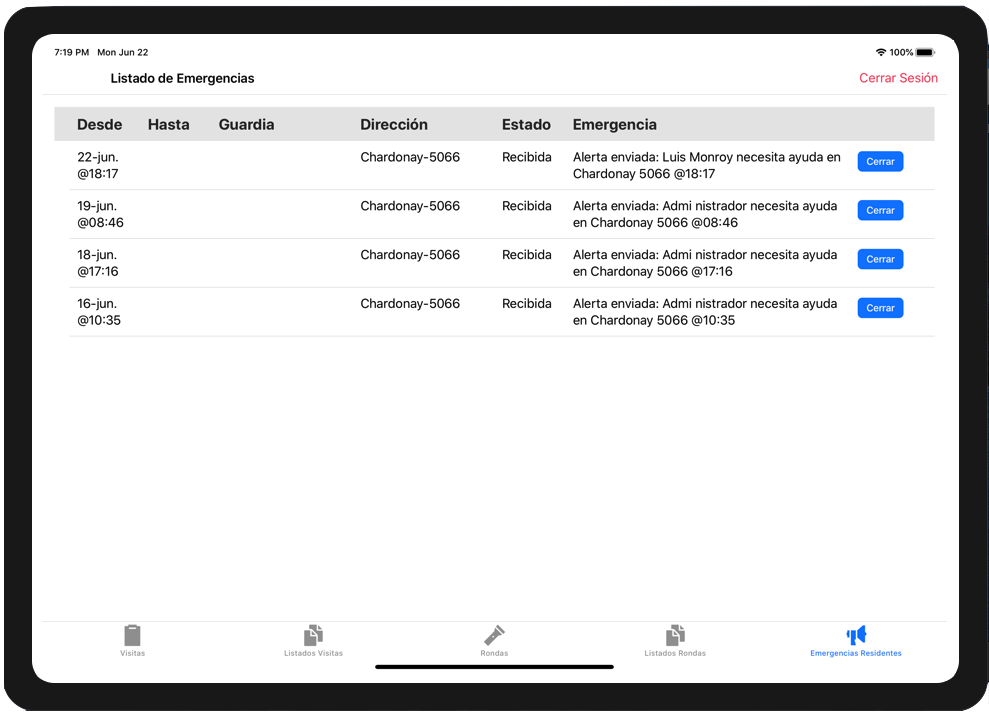 7:19 PM Mon Jun 22
100%
Listado de Emergencias
Cerrar Sesión
Desde Hasta Guardia Dirección Estado Emergencia
22-jun. Chardonay-5066 Recibida Alerta enviada: Luis Monroy necesita ayuda en Cerrar
@18:17 Chardonay 5066 @18:17
19-jun. Chardonay-5066 Recibida Alerta enviada: Admi nistrador necesita ayuda Cerrar
@08:46 en Chardonay 5066 @08:46
18-jun. Chardonay-5066 Recibida Alerta enviada: Admi nistrador necesita ayuda Cerrar
@17:16 en Chardonay 5066 @17:16
16-jun. Chardonay-5066 Recibida Alerta enviada: Admi nistrador necesita ayuda Cerrar
@10:35 en Chardonay 5066 @10:35
Visitas Listados Visitas Rondas Listados Rondas Emergencias Residentes